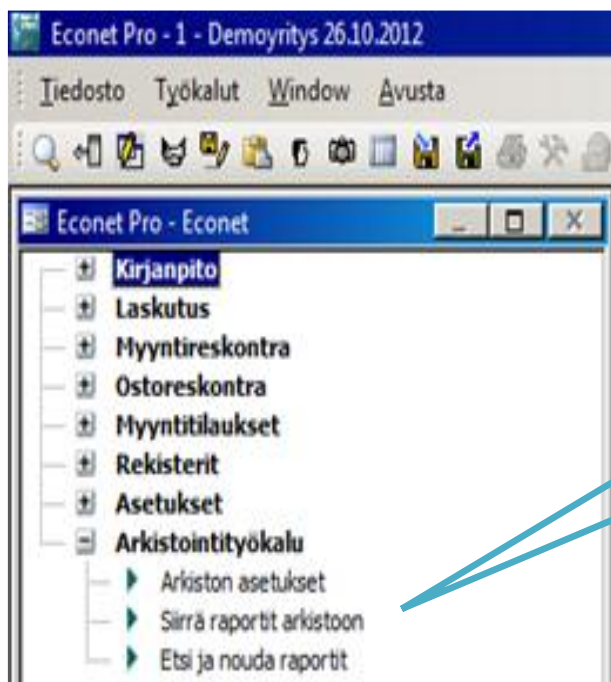 Econet Pro - 1 - Demoyritys 26.10.2012
Tiedosto Työkalut Window Avusta
Econet Pro - Econet
Kirjanpito
Laskutus
Myyntireskontra
Ostoreskontra
Myyntitilaukset
Rekisterit
Asetukset
Arkistointityökalu
Arkiston asetukset
Siirrä raportit arkistoon
Etsi ja nouda raportit